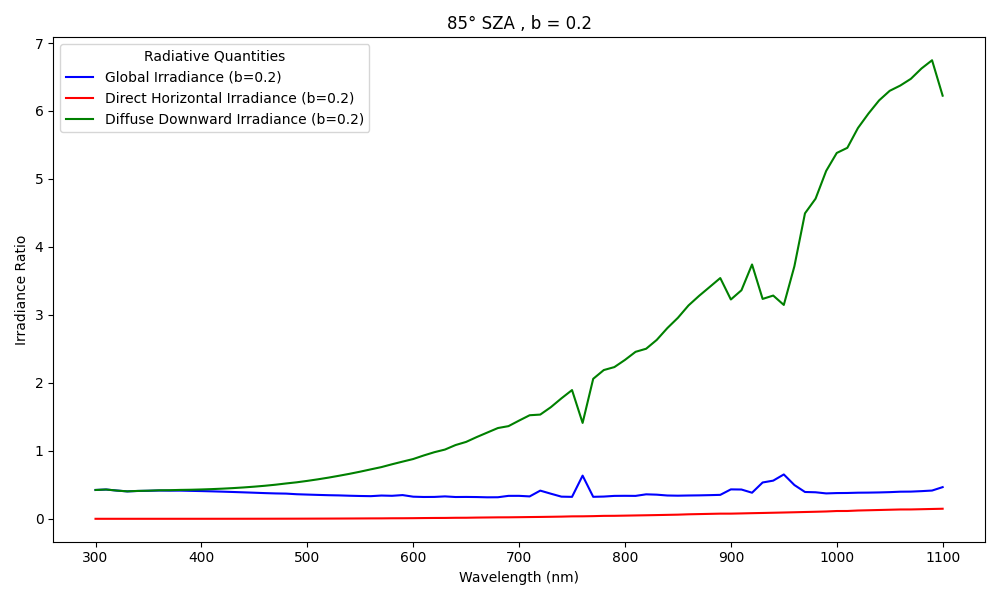 85° SZA , b = 0.2
Radiative Quantities
Global Irradiance (b=0.2)
Direct Horizontal Irradiance (b=0.2)
Diffuse Downward Irradiance (b=0.2)
Irradiance Ratio
7
6
5
4
3
2
1
0
300 400 500 600 700 800 900 1000 1100
Wavelength (nm)